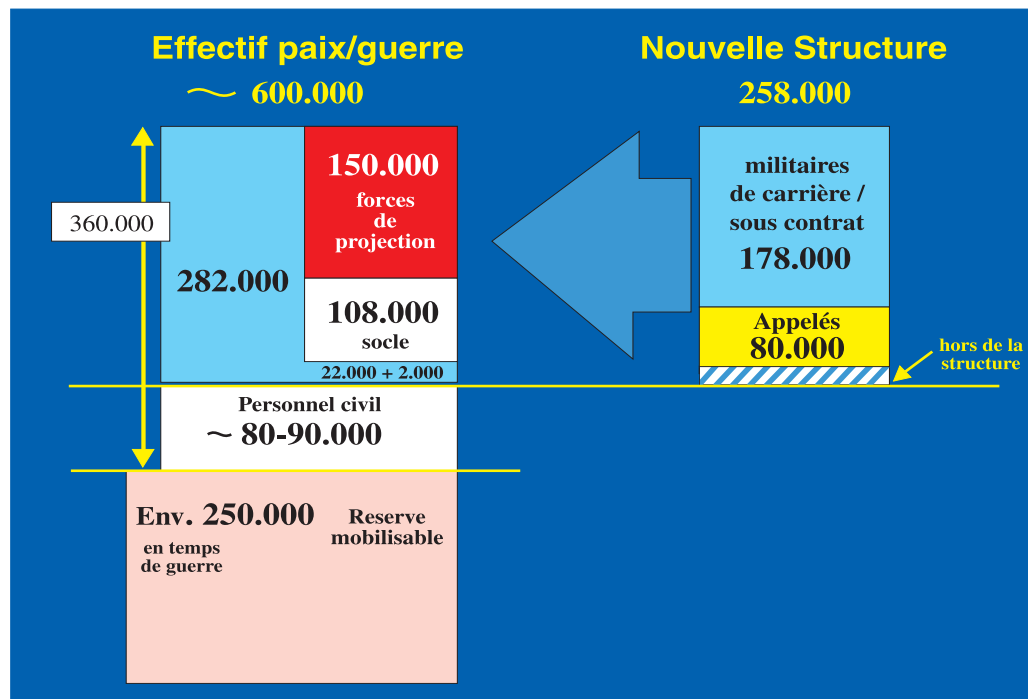 Effectif paix/guerre
~ 600.000
360.000
282.000
150.000
forces
de
projection
108.000
socle
22.000 + 2.000
Personnel civil
~ 80-90.000
Env. 250.000
en temps
de guerre
Reserve
mobilisable
Nouvelle Structure
258.000
militaires
de carrière /
sous contrat
178.000
Appelés
80.000
hors de la
structure